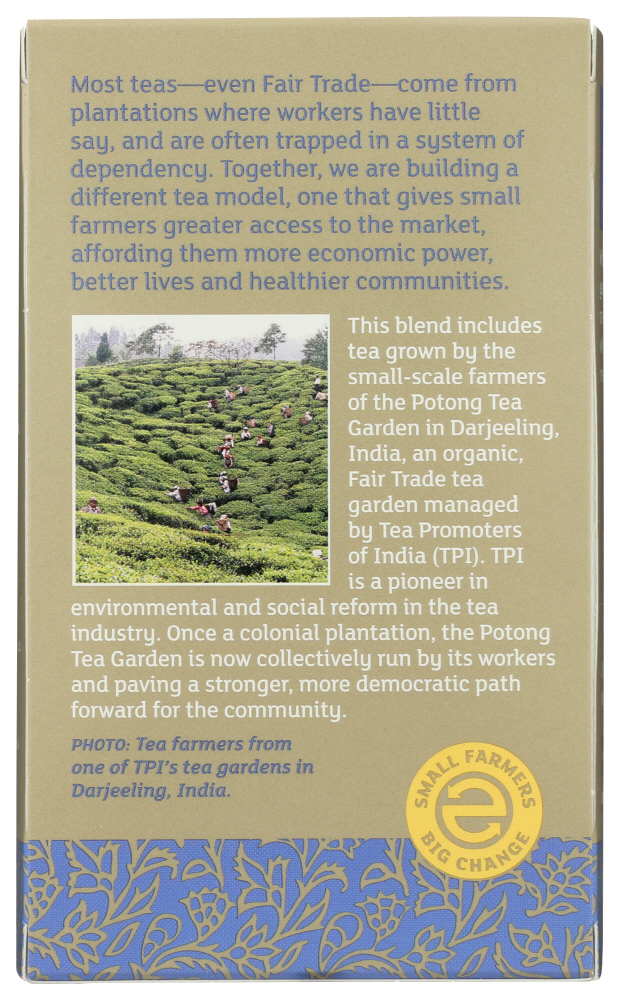 Most teas—even Fair Trade—come from
plantations where workers have little
say, and are often trapped in a system of
dependency. Together, we are building a
different tea model, one that gives small
farmers greater access to the market,
affording them more economic power,
better lives and healthier communities.
This blend includes
tea grown by the
small-scale farmers
of the Potong Tea
Garden in Darjeeling,
India, an organic,
Fair Trade tea
garden managed
by Tea Promoters
of India (TPI). TPI
is a pioneer in
environmental and social reform in the tea
industry. Once a colonial plantation, the Potong
Tea Garden is now collectively run by its workers
and paving a stronger, more democratic path
forward for the community.
PHOTO: Tea farmers from
one of TPI's tea gardens in
Darjeeling, India.
SMALL FARMERS
BIG CHANGE